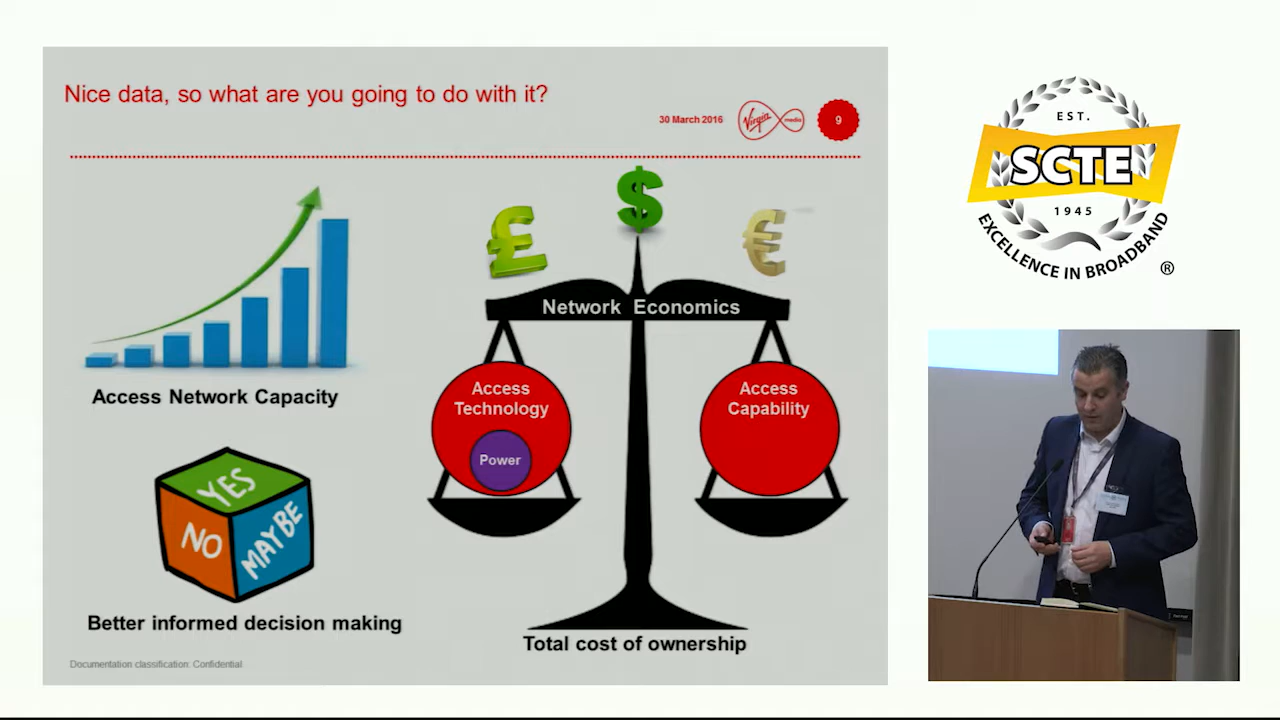 Nice data, so what are you going to do with it?
30 March 2016
Virgin media
9
£
$
€
Network Economics
Access Network Capacity
Access
Technology
Power
Access
Capability
YES
NO
MAYBE
Better informed decision making
Total cost of ownership
Documentation classification: Confidential
EST.
SCTE
1945
EXCELLENCE IN BROADBAND
®